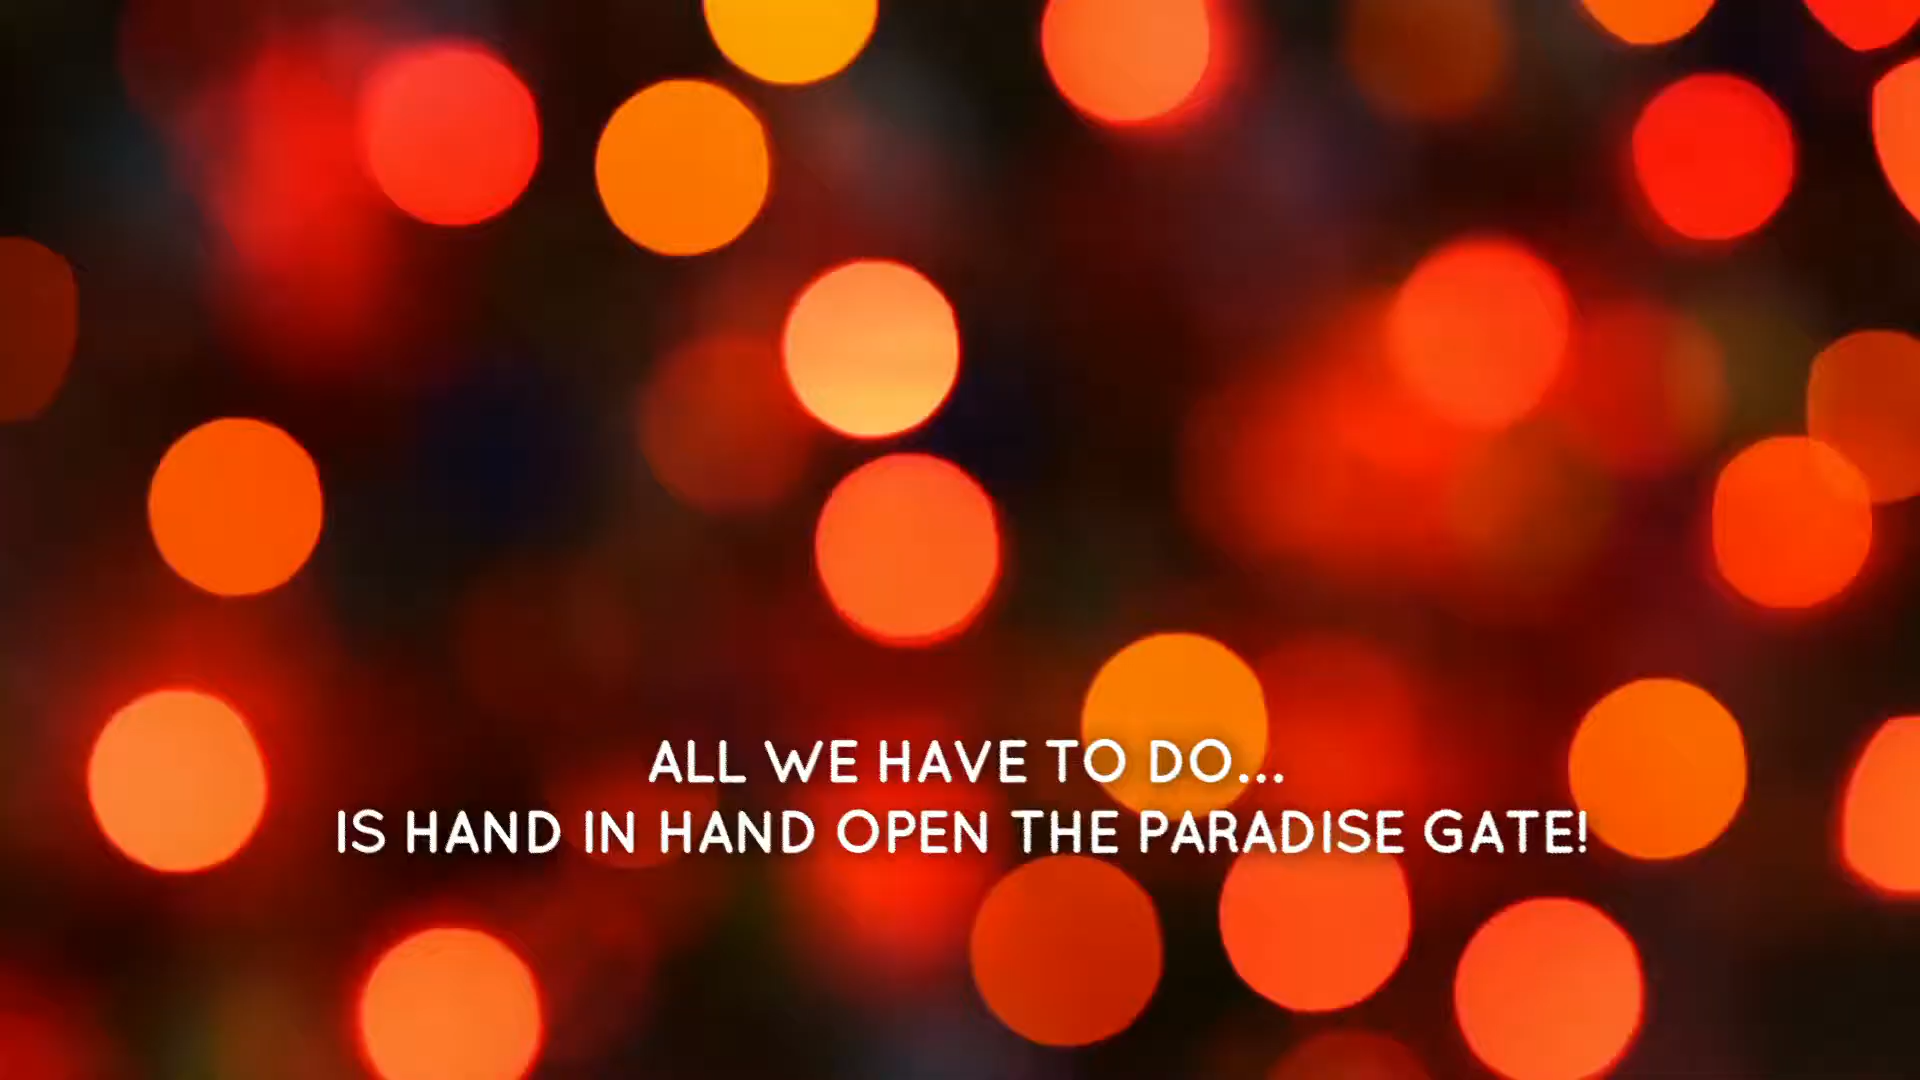 ALL WE HAVE TO DO...
IS HAND IN HAND OPEN THE PARADISE GATE!